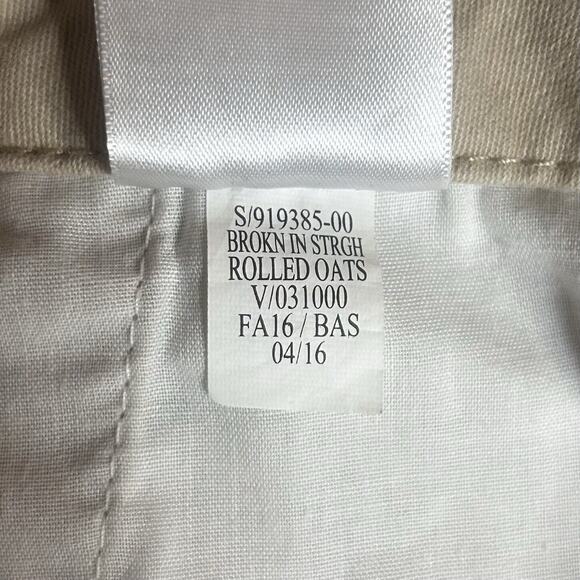 S/919385-00
BROKN IN STRGH
ROLLED OATS
V/031000
FA16 / BAS
04/16